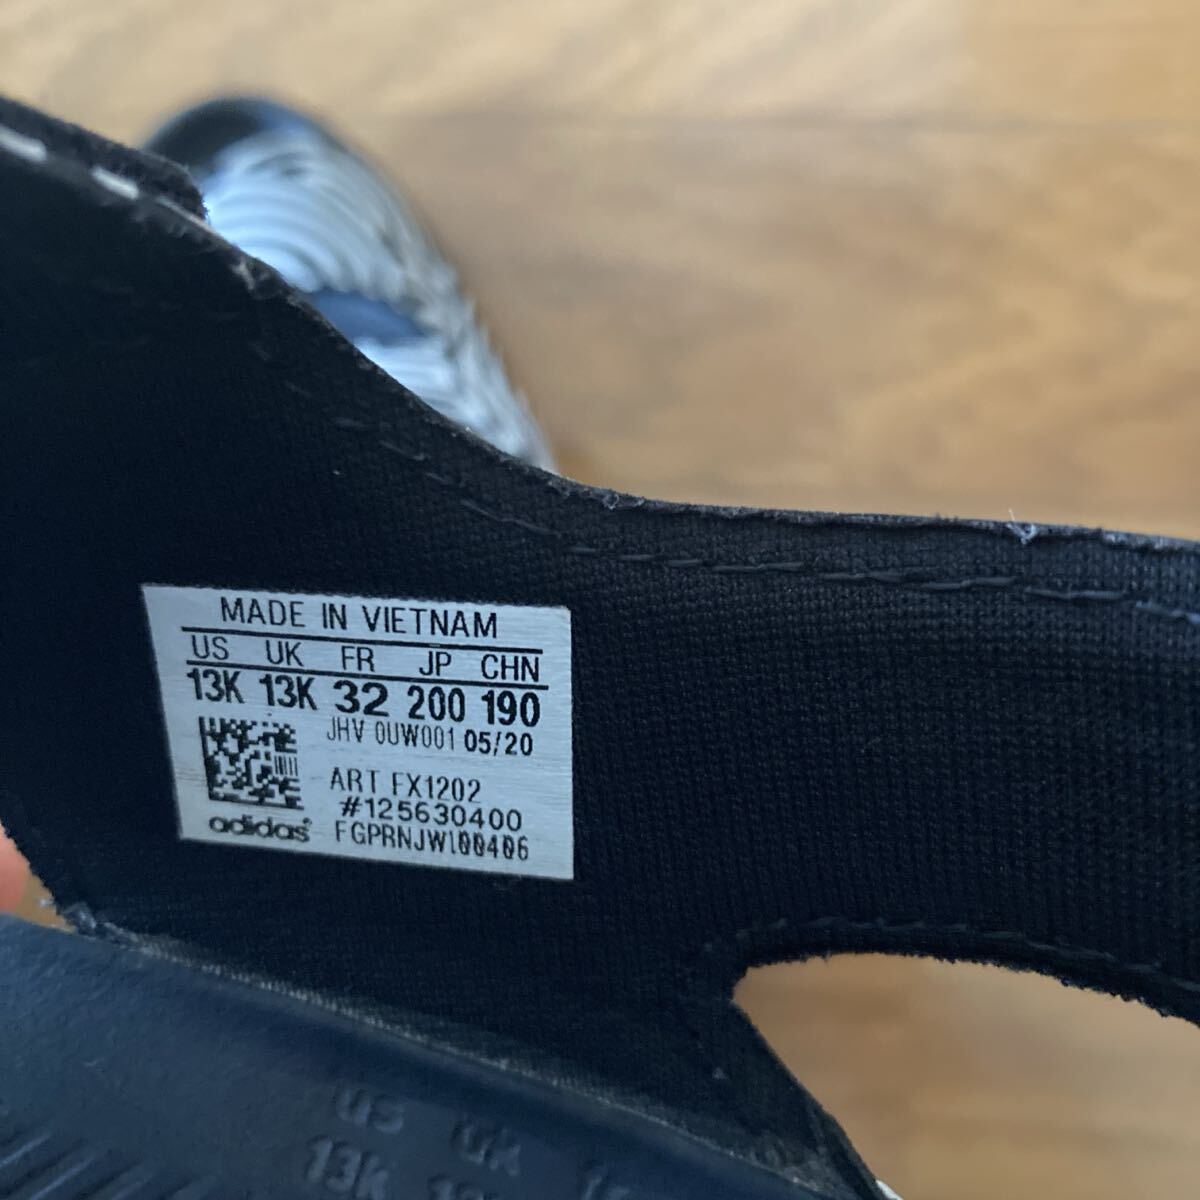 MADE IN VIETNAM
US UK FR JP CHN
13K 13K 32 200 190
JHV 0UW001 05/20
ART FX1202
#125630400
adidas FGPRNJW100406
US UK
13K